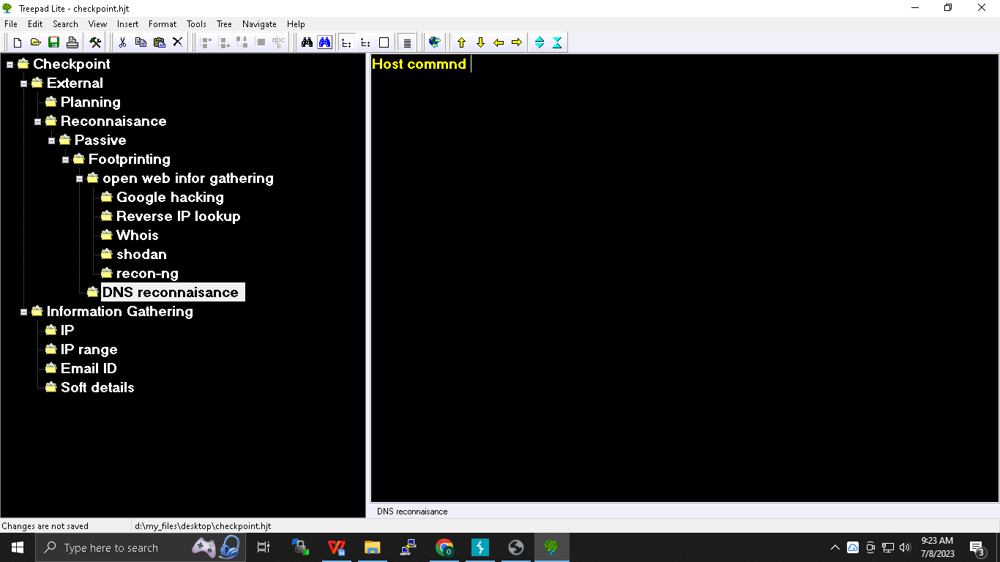 Treepad Lite - checkpoint.hjt
File Edit Search View Insert Format Tools Tree Navigate Help
Checkpoint
External
Planning
Reconnaisance
Passive
Footprinting
open web infor gathering
Google hacking
Reverse IP lookup
Whois
shodan
recon-ng
DNS reconnaisance
Information Gathering
IP
IP range
Email ID
Soft details
Host commnd
DNS reconnaisance
Changes are not saved d:\my_files\desktop\checkpoint.hjt
Type here to search
9:23 AM
7/8/2023
3